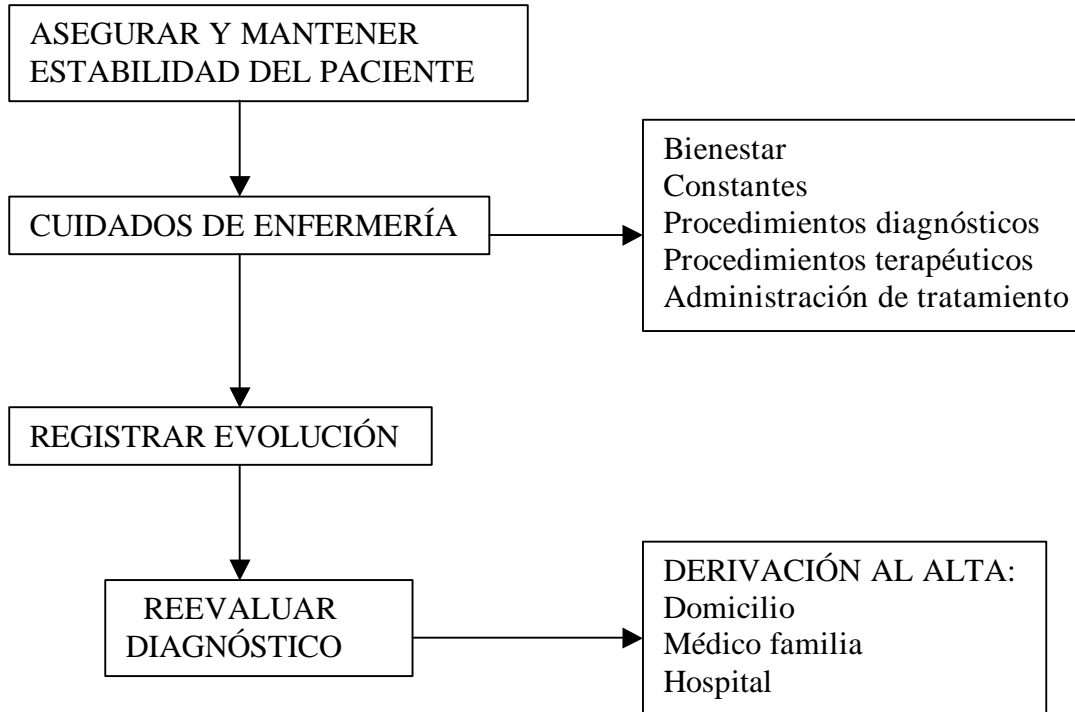 ASEGURAR Y MANTENER
ESTABILIDAD DEL PACIENTE
CUIDADOS DE ENFERMERÍA
Bienestar
Constantes
Procedimientos diagnósticos
Procedimientos terapéuticos
Administración de tratamiento
REGISTRAR EVOLUCIÓN
REEVALUAR
DIAGNÓSTICO
DERIVACIÓN AL ALTA:
Domicilio
Médico familia
Hospital